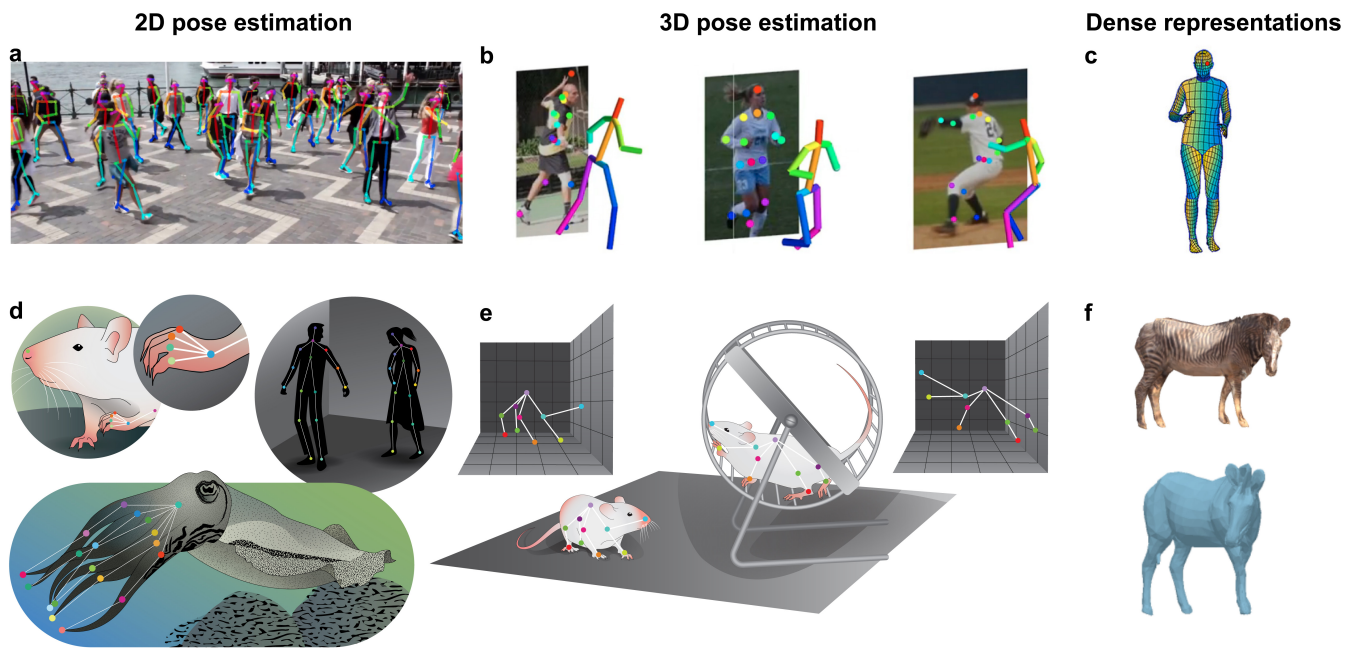 2D pose estimation
3D pose estimation
Dense representations
a
b
c
d
e
f